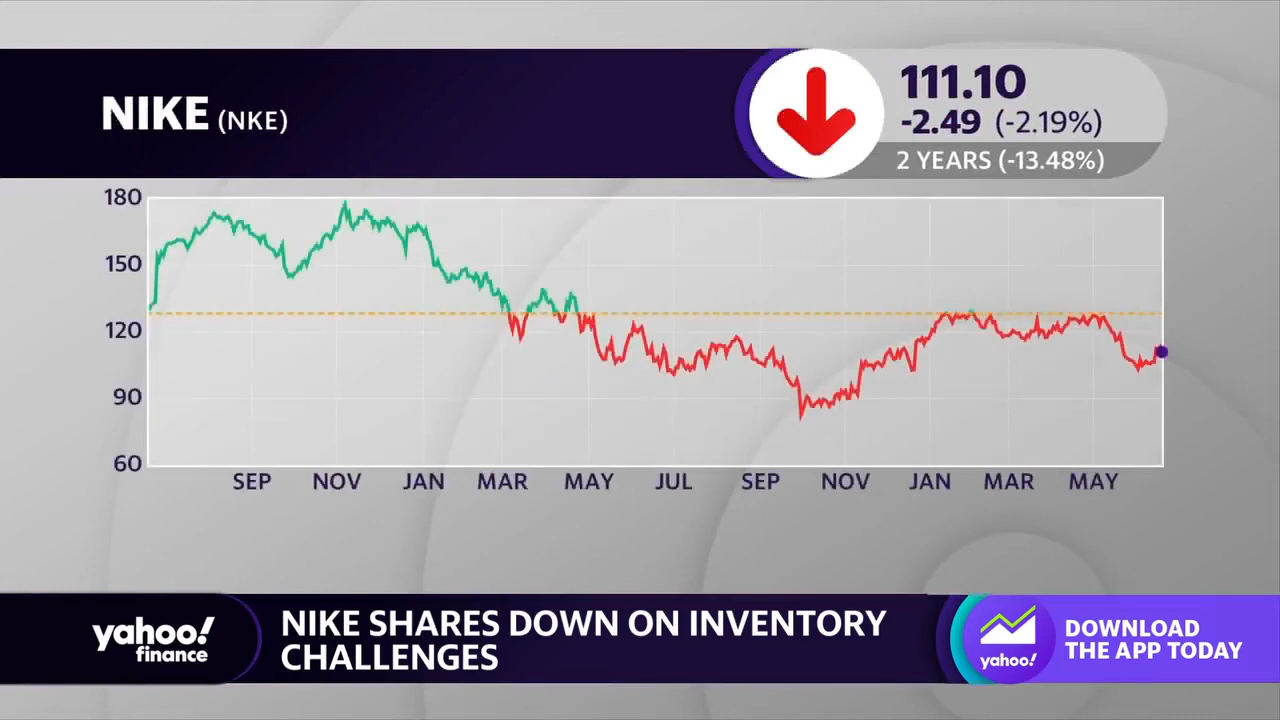 NIKE (NKE)
111.10
-2.49 (-2.19%)
2 YEARS (-13.48%)
180
150
120
90
60
SEP NOV JAN MAR MAY JUL SEP NOV JAN MAR MAY
yahoo!
finance
NIKE SHARES DOWN ON INVENTORY
CHALLENGES
yahoo!
DOWNLOAD
THE APP TODAY